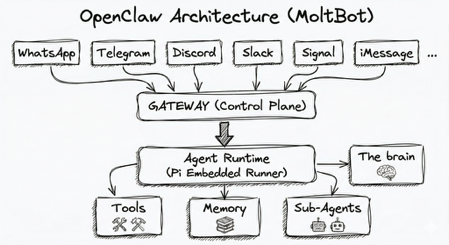 OpenClaw Architecture (MoltBot)
WhatsApp Telegram Discord Slack Signal iMessage ...
GATEWAY (Control Plane)
Agent Runtime
(Pi Embedded Runner)
The brain
Tools Memory Sub-Agents